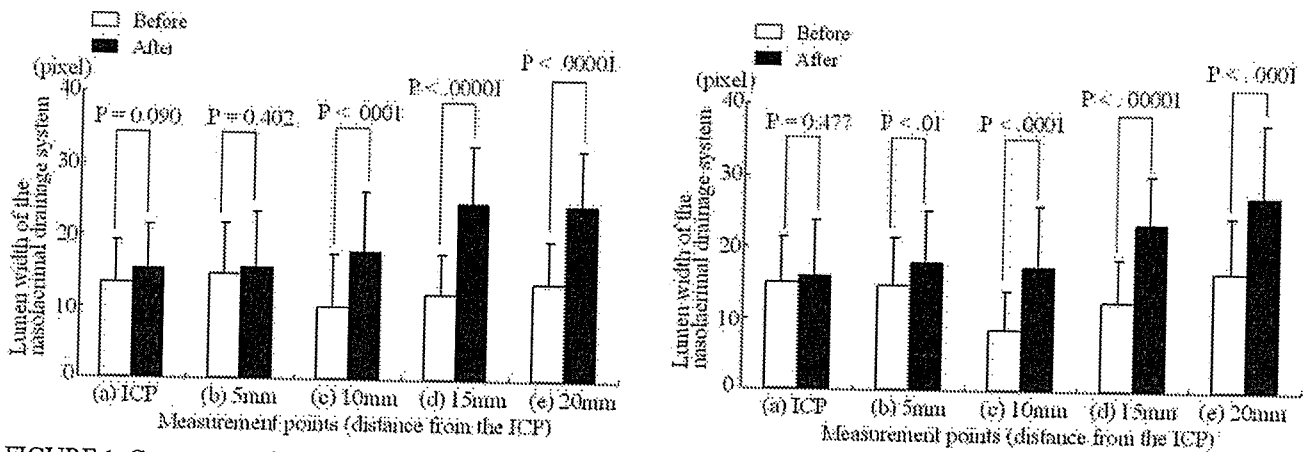 Before
After
(pixel)
40
30
20
10
0
Lumen width of the
nasolacrimal drainage system
P = 0.090
P = 0.402
P < .0001
P < .00001
P < .00001
(a) ICP (b) 5mm (c) 10mm (d) 15mm (e) 20mm
Measurement points (distance from the ICP)
Before
After
(pixel)
40
30
20
10
0
Lumen width of the
nasolacrimal drainage system
P = 0.477
P < .01
P < .0001
P < .00001
P < .0001
(a) ICP (b) 5mm (c) 10mm (d) 15mm (e) 20mm
Measurement points (distance from the ICP)